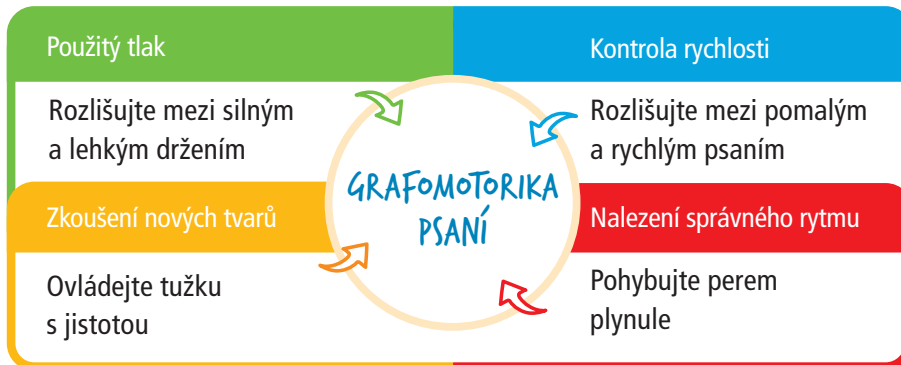 Použitý tlak
Rozlišujte mezi silným
a lehkým držením
Kontrola rychlosti
Rozlišujte mezi pomalým
a rychlým psaním
GRAFOMOTORIKA
PSANÍ
Zkoušení nových tvarů
Ovládejte tužku
s jistotou
Nalezení správného rytmu
Pohybujte perem
plynule